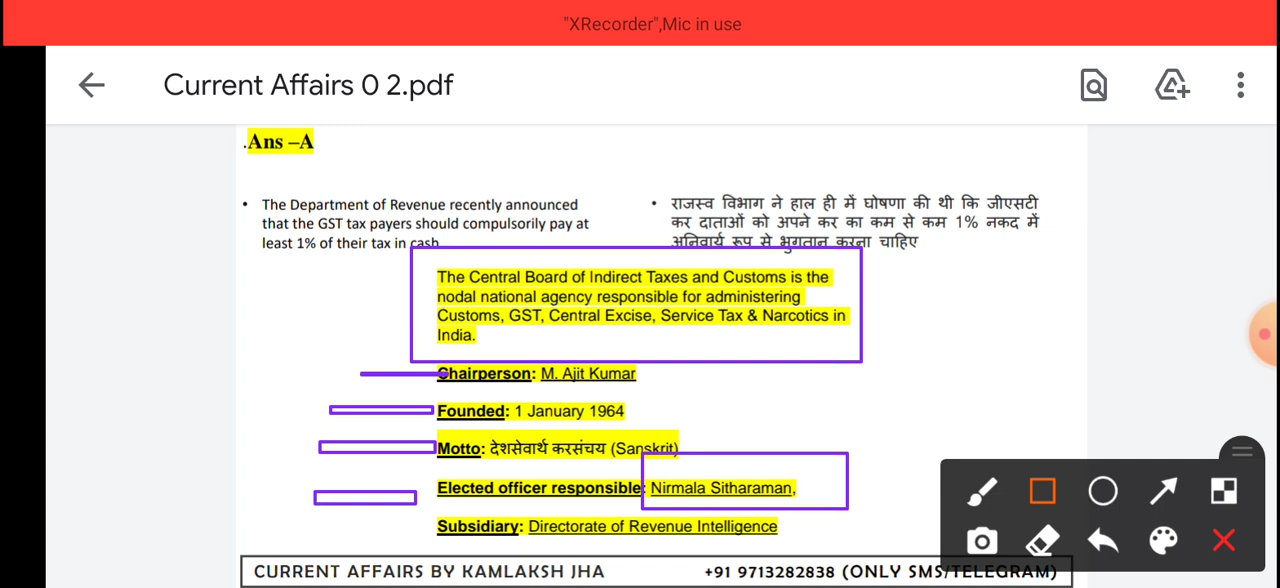 "XRecorder",Mic in use
Current Affairs 0 2.pdf
.Ans –A
• The Department of Revenue recently announced
that the GST tax payers should compulsorily pay at
least 1% of their tax in cash
• राजस्व विभाग ने हाल ही में घोषणा की थी कि जीएसटी
कर दाताओं को अपने कर का कम से कम 1% नकद में
अनिवार्य रूप से भुगतान करना चाहिए
The Central Board of Indirect Taxes and Customs is the
nodal national agency responsible for administering
Customs, GST, Central Excise, Service Tax & Narcotics in
India.
Chairperson: M. Ajit Kumar
Founded: 1 January 1964
Motto: देशसेवार्थ करसंचय (Sanskrit)
Elected officer responsible: Nirmala Sitharaman,
Subsidiary: Directorate of Revenue Intelligence
CURRENT AFFAIRS BY KAMLAKSH JHA +91 9713282838 (ONLY SMS/TELEGRAM)